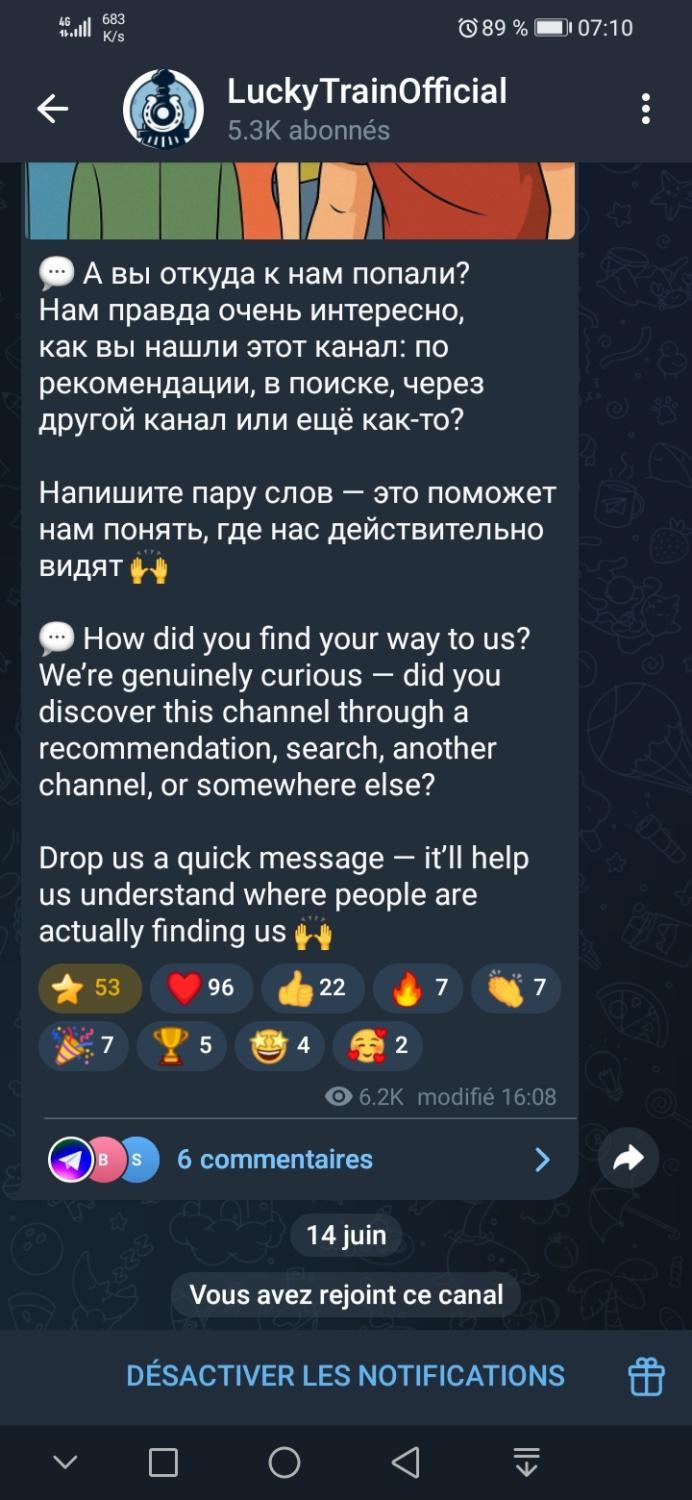 4G 683 K/s 89 % 07:10
LuckyTrainOfficial
5.3K abonnés
А вы откуда к нам попали?
Нам правда очень интересно,
как вы нашли этот канал: по
рекомендации, в поиске, через
другой канал или ещё как-то?
Напишите пару слов — это поможет
нам понять, где нас действительно
видят 🙌
How did you find your way to us?
We’re genuinely curious — did you
discover this channel through a
recommendation, search, another
channel, or somewhere else?
Drop us a quick message — it’ll help
us understand where people are
actually finding us 🙌
⭐ 53 ❤️ 96 👍 22 🔥 7 👏 7
🎉 7 🏆 5 🤩 4 🥰 2
6.2K modifié 16:08
B S 6 commentaires
14 juin
Vous avez rejoint ce canal
DÉSACTIVER LES NOTIFICATIONS